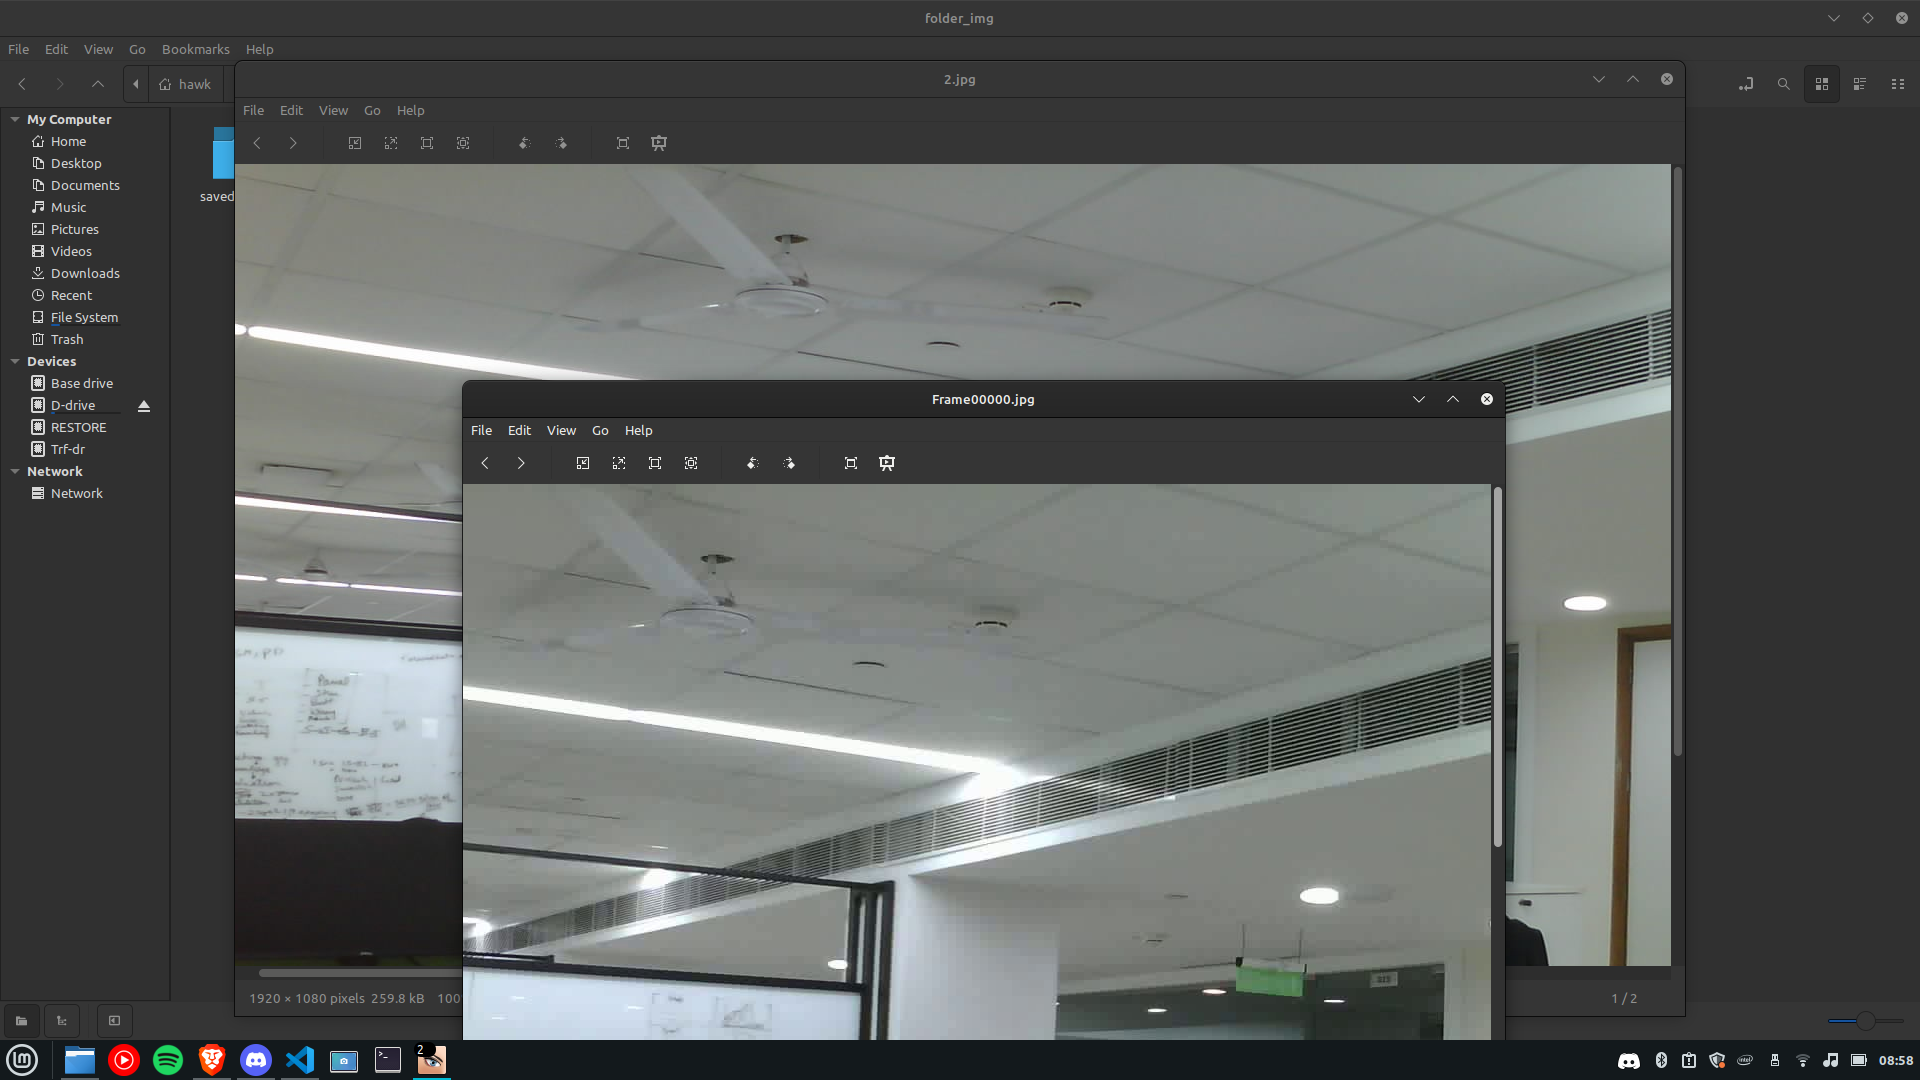 folder_img
File Edit View Go Bookmarks Help
hawk
My Computer
Home
Desktop
Documents
Music
Pictures
Videos
Downloads
Recent
File System
Trash
Devices
Base drive
D-drive
RESTORE
Trf-dr
Network
Network
saved
2.jpg
File Edit View Go Help
Panel
1920 × 1080 pixels 259.8 kB 100
1 / 2
Frame00000.jpg
File Edit View Go Help
2
08:58